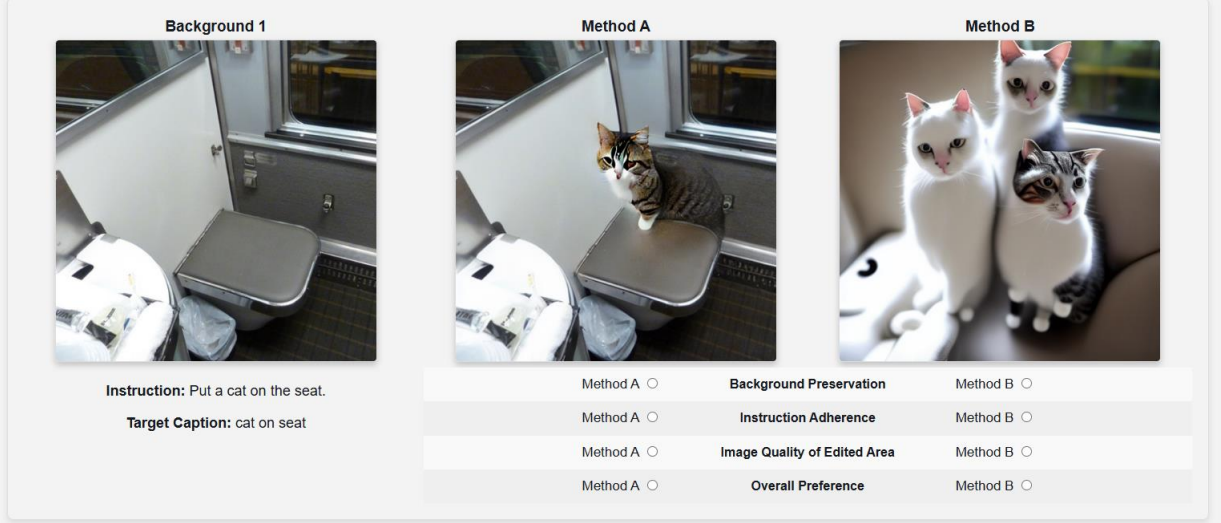 Background 1
Method A
Method B
Instruction: Put a cat on the seat.
Target Caption: cat on seat
Method A Background Preservation Method B
Method A Instruction Adherence Method B
Method A Image Quality of Edited Area Method B
Method A Overall Preference Method B